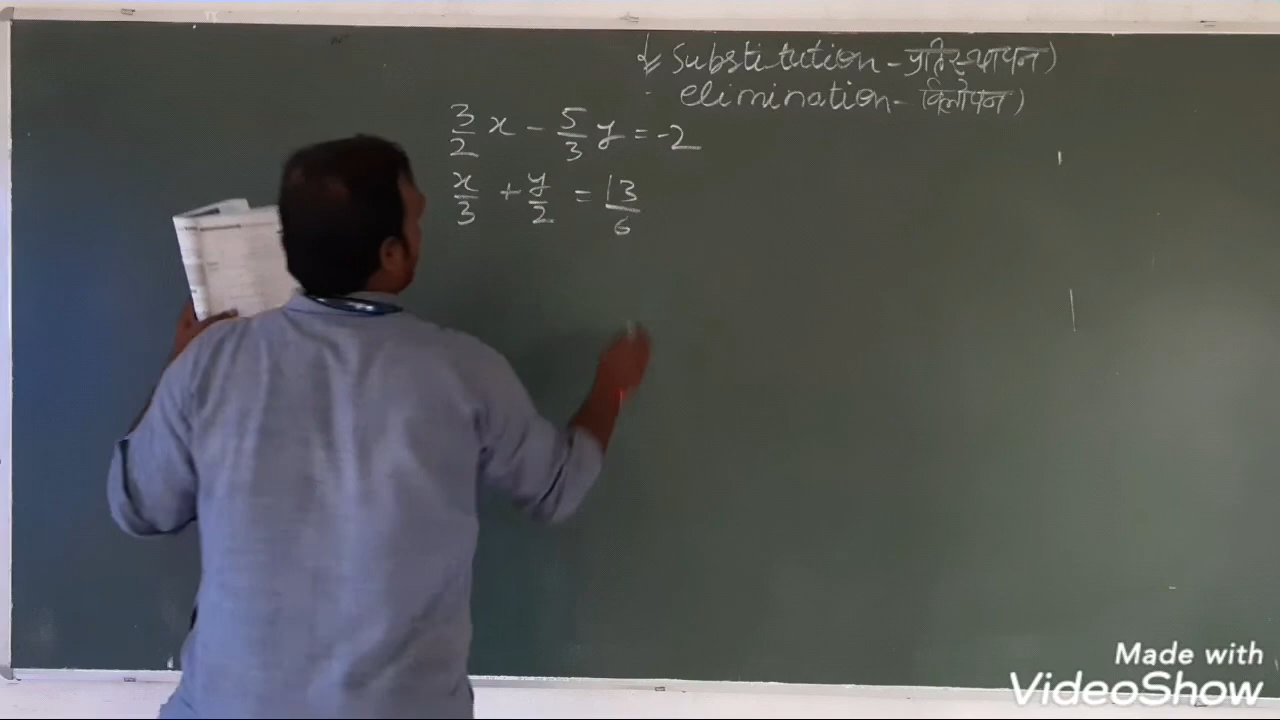 Substitution - प्रतिस्थापन)
elimination - विलोपन)
3/2 x - 5/3 y = -2
x/3 + y/2 = 13/6
Made with
VideoShow